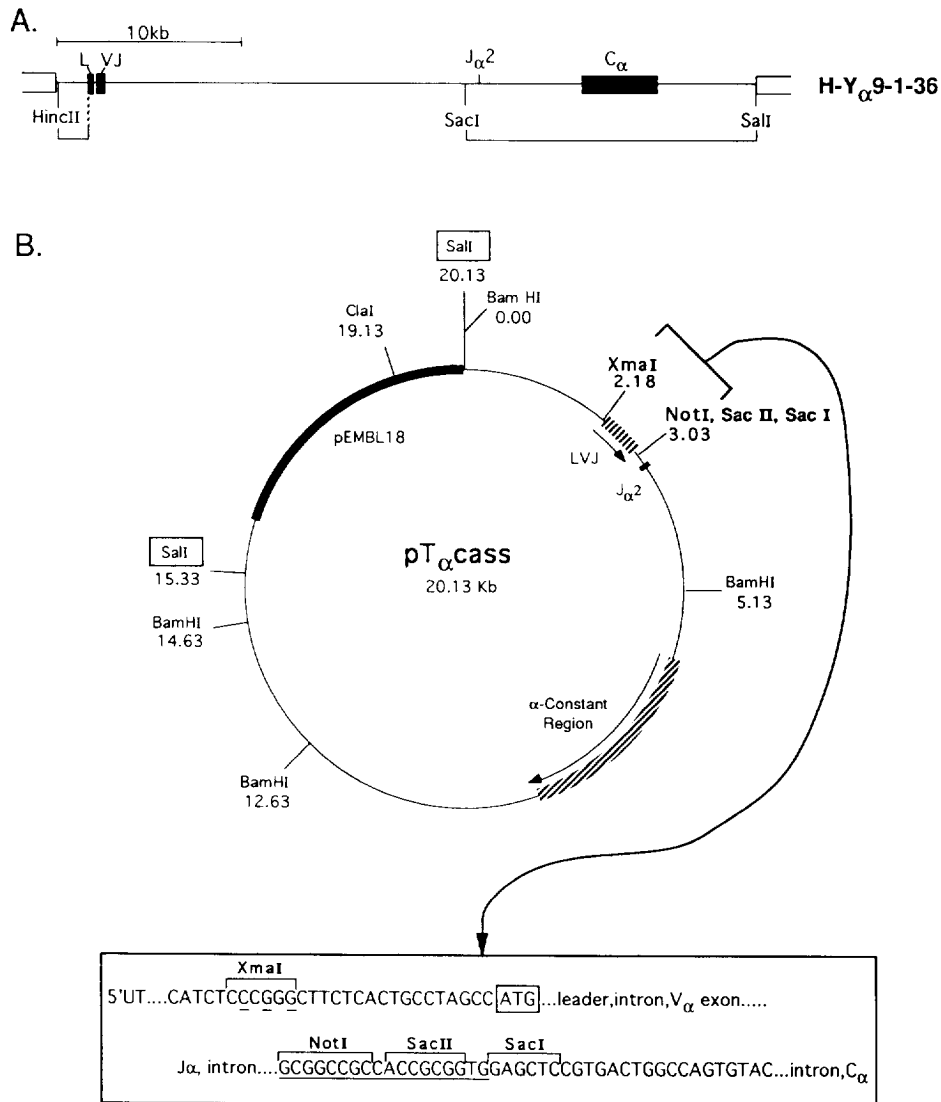 A.
10kb
L VJ
Jα2
Cα
H-Yα9-1-36
HincII
SacI
SalI
B.
SalI
20.13
Bam HI
0.00
ClaI
19.13
XmaI
2.18
NotI, Sac II, Sac I
3.03
pEMBL18
LVJ
Jα2
SalI
15.33
pTαcass
20.13 Kb
BamHI
5.13
BamHI
14.63
α-Constant
Region
BamHI
12.63
XmaI
5'UT....CATCTCCCGGGCTTCTCACTGCCTAGCC ATG ...leader,intron,Vα exon.....
NotI SacII SacI
Jα, intron....GCGGCCGCCACCGCGGTGGAGCTCCGTGACTGGCCAGTGTAC...intron,Cα